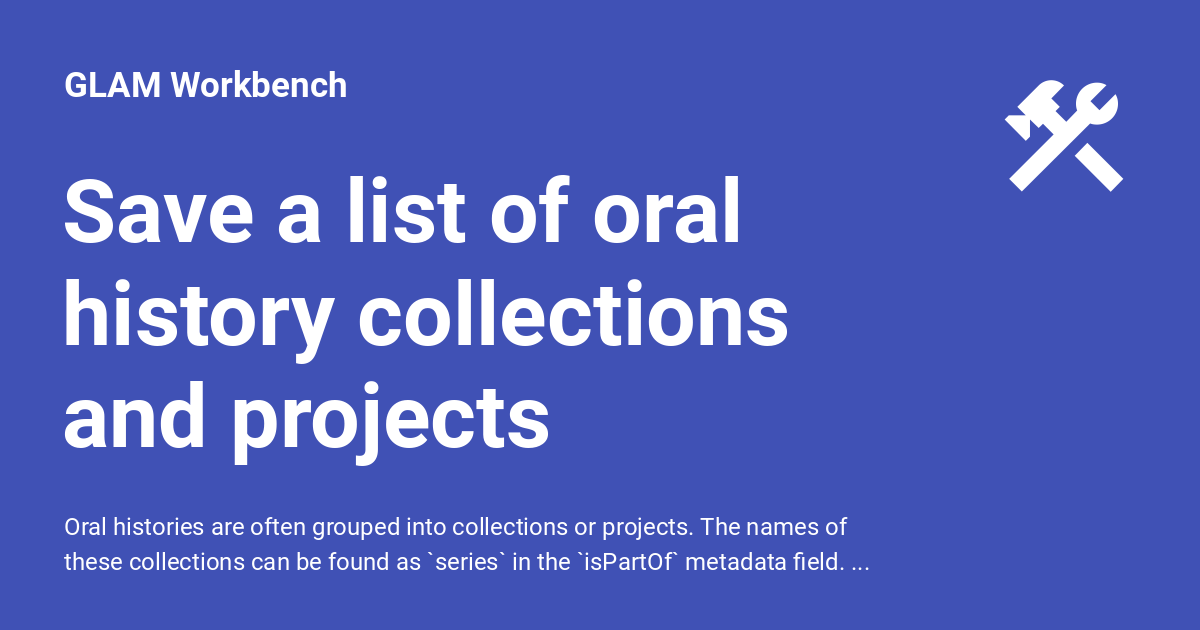 GLAM Workbench
Save a list of oral
history collections
and projects
Oral histories are often grouped into collections or projects. The names of
these collections can be found as `series` in the `isPartOf` metadata field. ...